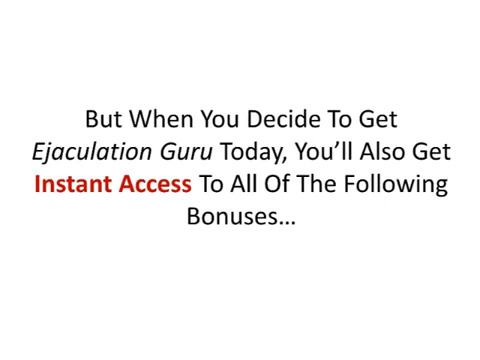 But When You Decide To Get
Ejaculation Guru Today, You’ll Also Get
Instant Access To All Of The Following
Bonuses…